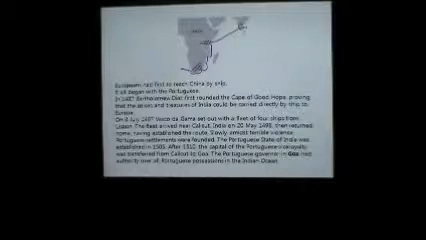 Europeans had first to reach China by ship.
It all began with the Portuguese.
In 1487 Bartholomew Diaz first rounded the Cape of Good Hope, proving
that the spices and treasures of India could be carried directly by ship to
Europe.
On 8 July 1497 Vasco da Gama set out with a fleet of four ships from
Lisbon. The fleet arrived near Calicut, India on 20 May 1498, then returned
home, having established the route. Slowly, amidst terrible violence,
Portuguese settlements were founded. The Portuguese State of India was
established in 1505. After 1510, the capital of the Portuguese viceroyalty
was transferred from Calicut to Goa. The Portuguese governor in Goa had
authority over all Portuguese possessions in the Indian Ocean